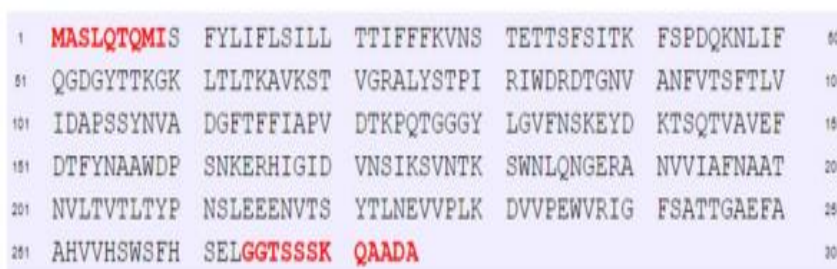 1 MASLQTQMIS FYLIFLSILL TTIFFFKVNS TETTSFSITK FSPDQKNLIF 50
51 QGDGYTTKGK LTLTKAVKST VGRALYSTPI RIWDRDTGNV ANFVTSFTLV 100
101 IDAPSSYNVA DGFTFFIAPV DTKPQTGGGY LGVFNSKEYD KTSQTVAVEF 150
151 DTFYNAAWDP SNKERHIGID VNSIKSVNTK SWNLQNGERA NVVIAFNAAT 200
201 NVLTVTLTYP NSLEEENVTS YTLNEVVPLK DVVPEWVRIG FSATTGAEFA 250
251 AHVVHSWSFH SELGGTSSSK QAADA 300